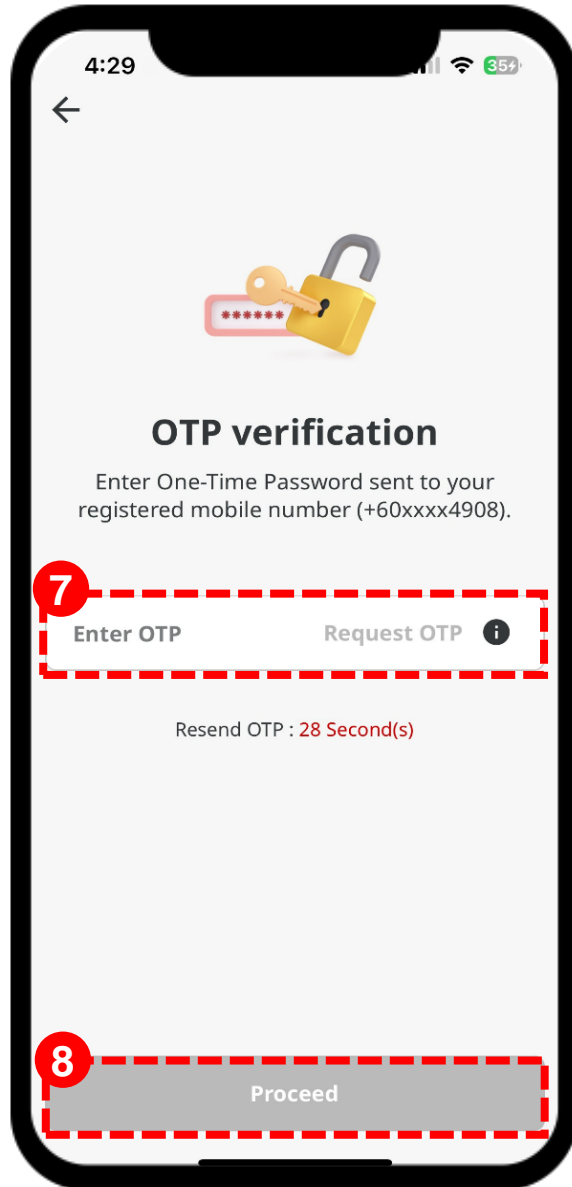 4:29
35
******
OTP verification
Enter One-Time Password sent to your
registered mobile number (+60xxxx4908).
7
Enter OTP Request OTP i
Resend OTP : 28 Second(s)
8
Proceed